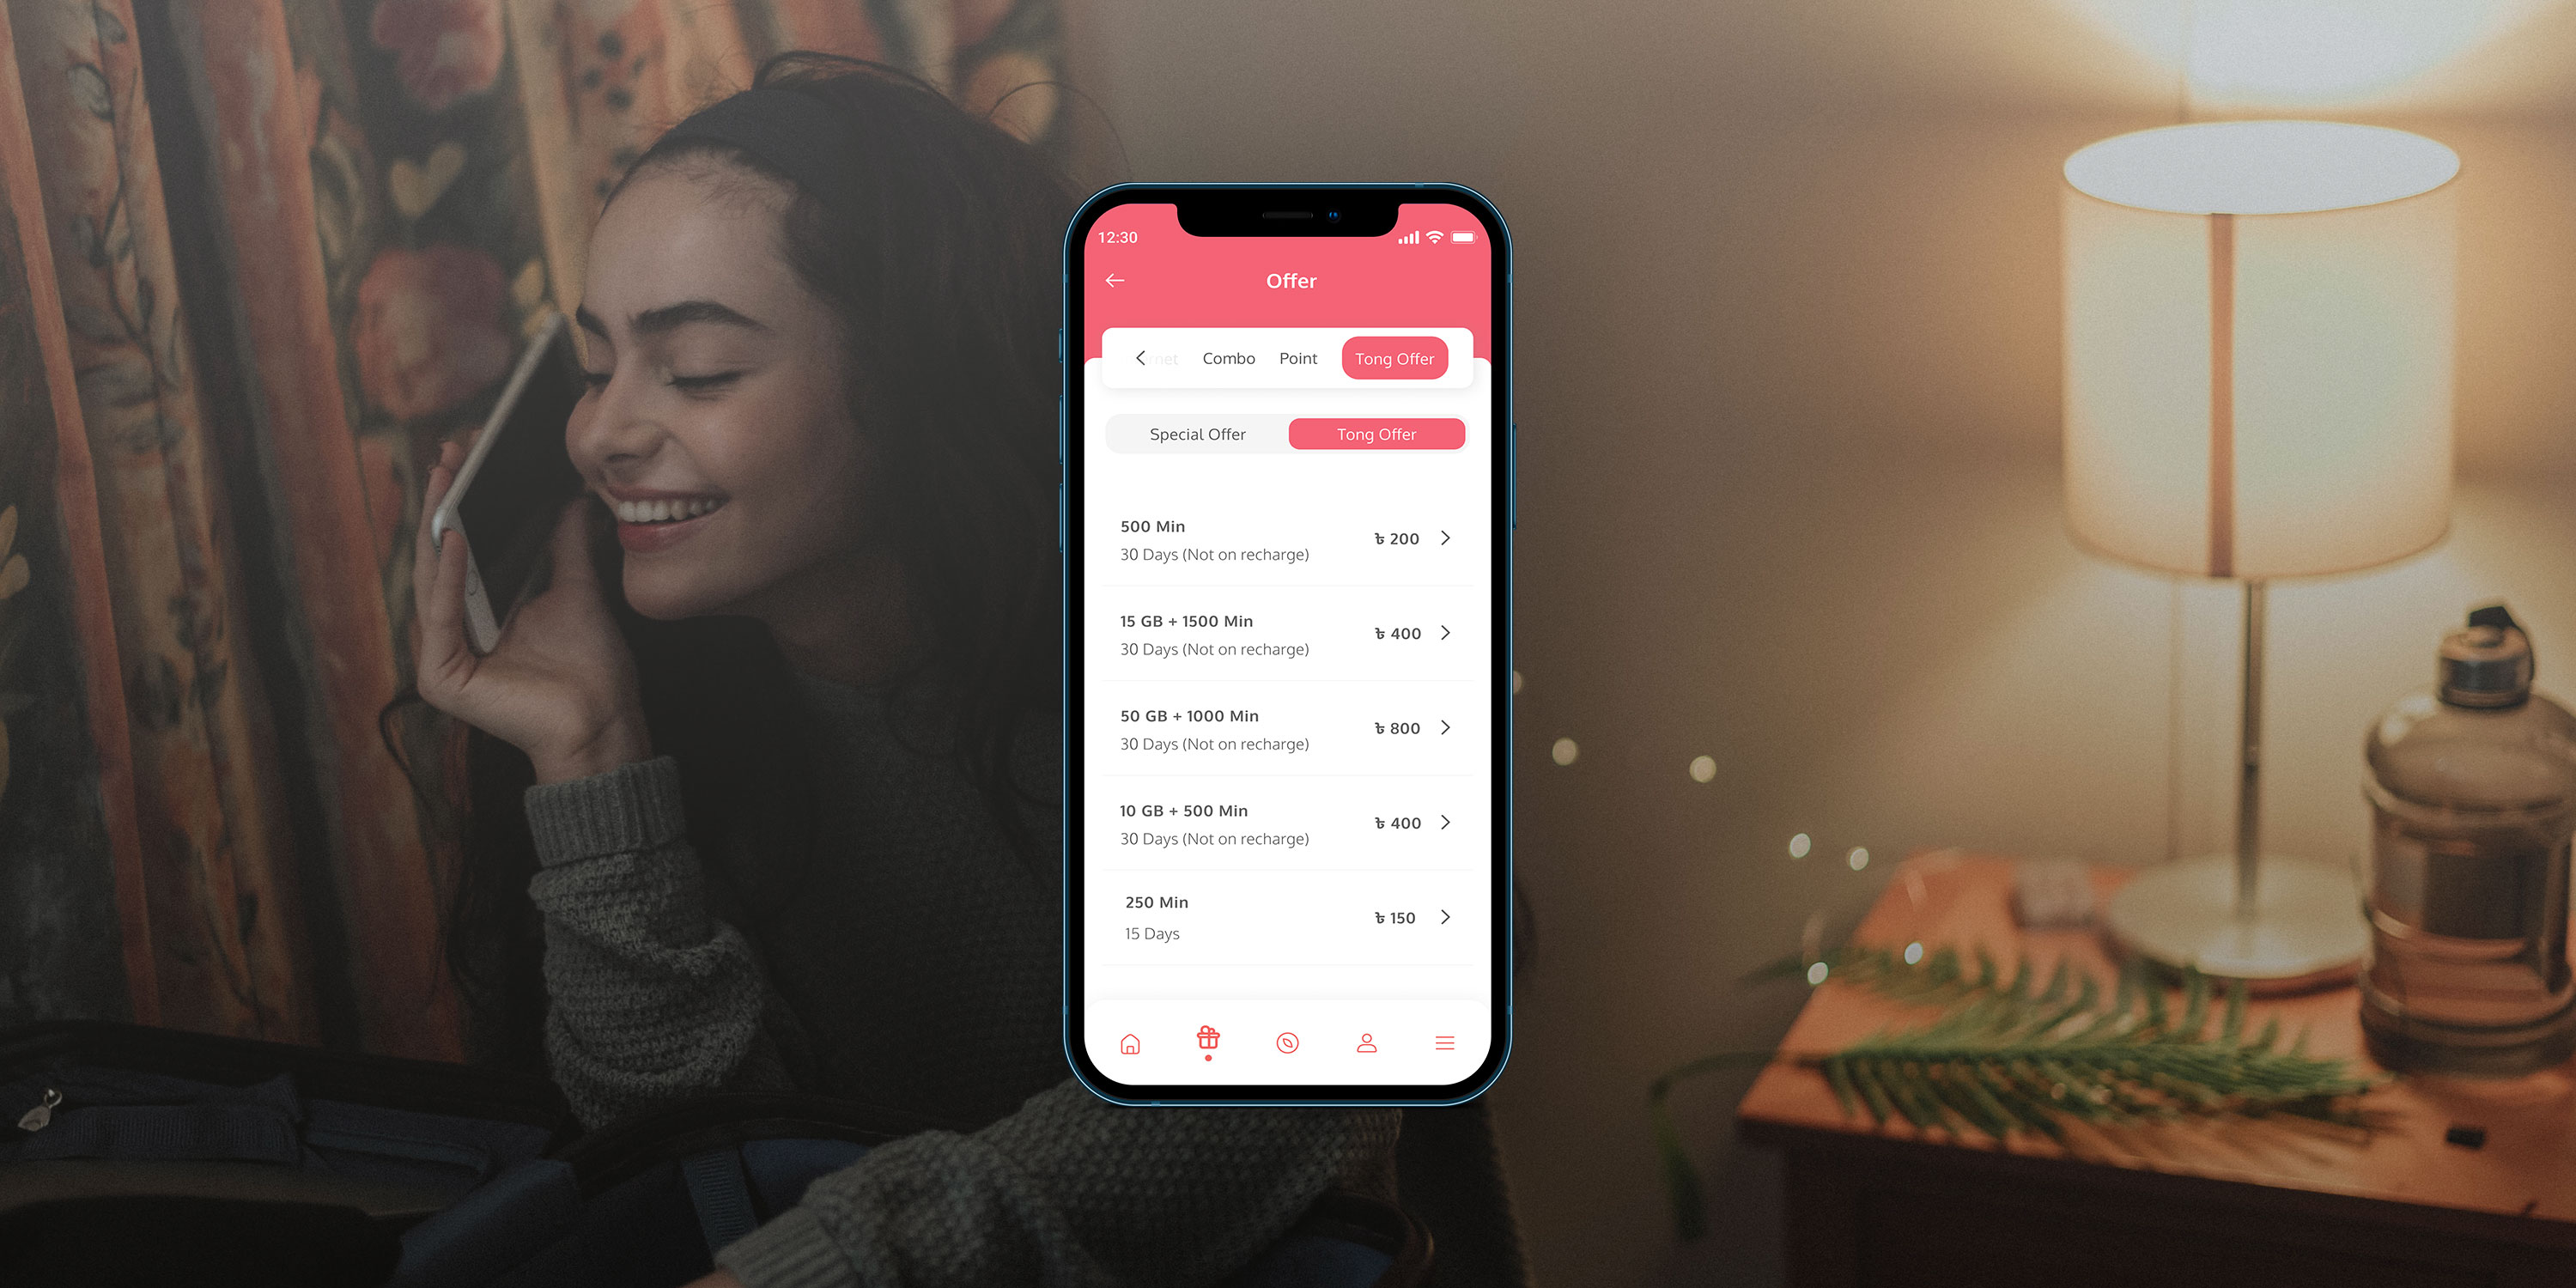 12:30
Offer
Combo Point Tong Offer
Special Offer Tong Offer
500 Min
30 Days (Not on recharge)
৳ 200
15 GB + 1500 Min
30 Days (Not on recharge)
৳ 400
50 GB + 1000 Min
30 Days (Not on recharge)
৳ 800
10 GB + 500 Min
30 Days (Not on recharge)
৳ 400
250 Min
15 Days
৳ 150